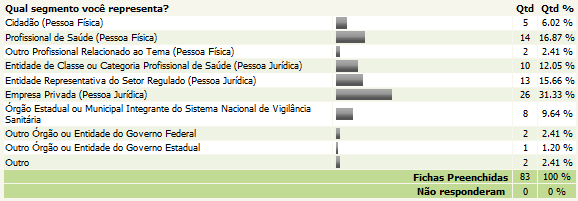 Qual segmento você representa? Qtd Qtd %
Cidadão (Pessoa Física) 5 6.02 %
Profissional de Saúde (Pessoa Física) 14 16.87 %
Outro Profissional Relacionado ao Tema (Pessoa Física) 2 2.41 %
Entidade de Classe ou Categoria Profissional de Saúde (Pessoa Jurídica) 10 12.05 %
Entidade Representativa do Setor Regulado (Pessoa Jurídica) 13 15.66 %
Empresa Privada (Pessoa Jurídica) 26 31.33 %
Órgão Estadual ou Municipal Integrante do Sistema Nacional de Vigilância
Sanitária 8 9.64 %
Outro Órgão ou Entidade do Governo Federal 2 2.41 %
Outro Órgão ou Entidade do Governo Estadual 1 1.20 %
Outro 2 2.41 %
Fichas Preenchidas 83 100 %
Não responderam 0 0 %